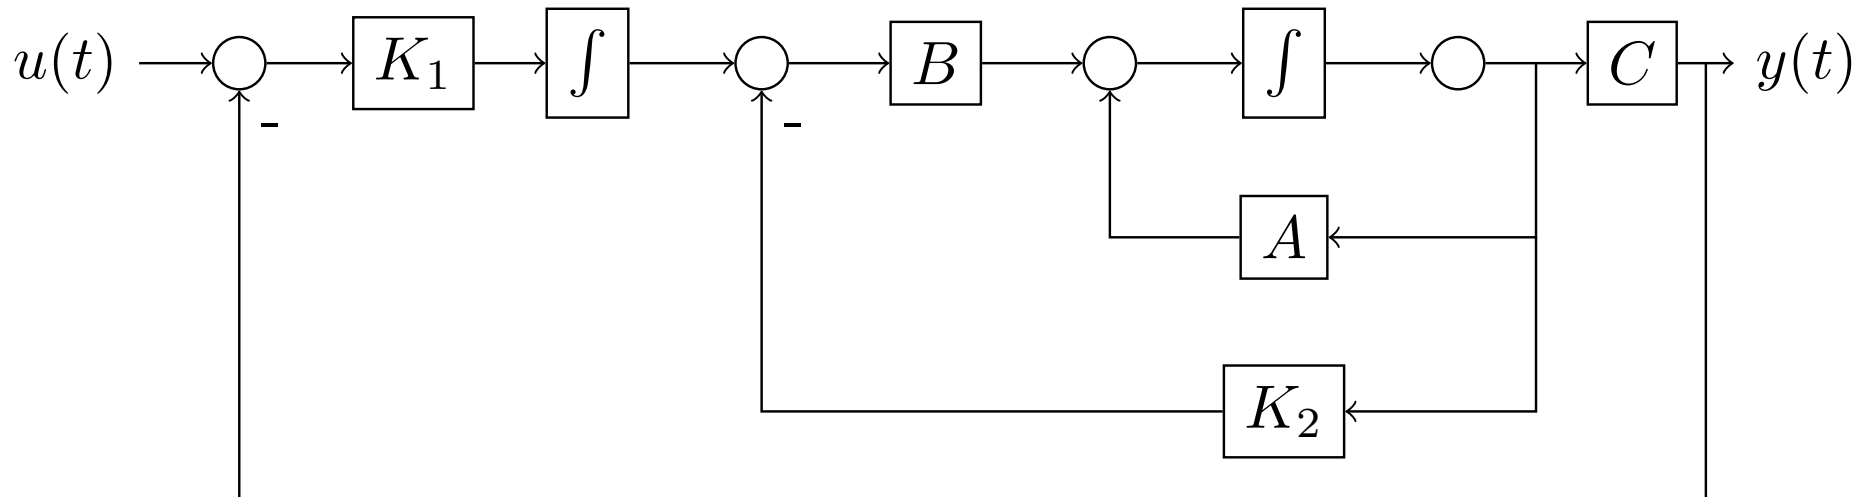 u(t) K₁ ∫ B ∫ C y(t)
- -
A
K₂